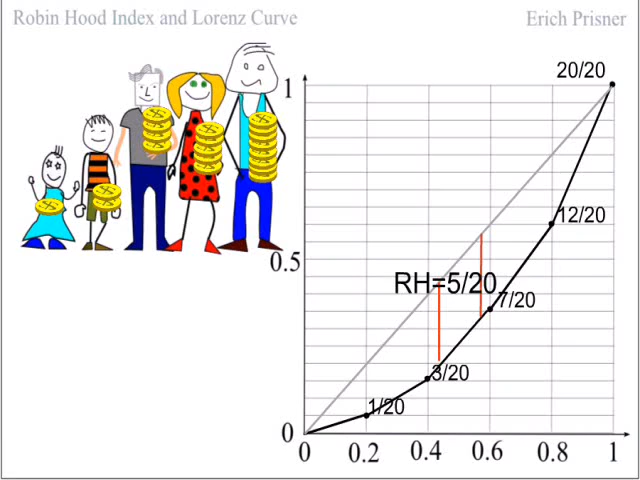 Robin Hood Index and Lorenz Curve
Erich Prisner
20/20
1
12/20
0.5
RH=5/20
7/20
3/20
1/20
0
0 0.2 0.4 0.6 0.8 1